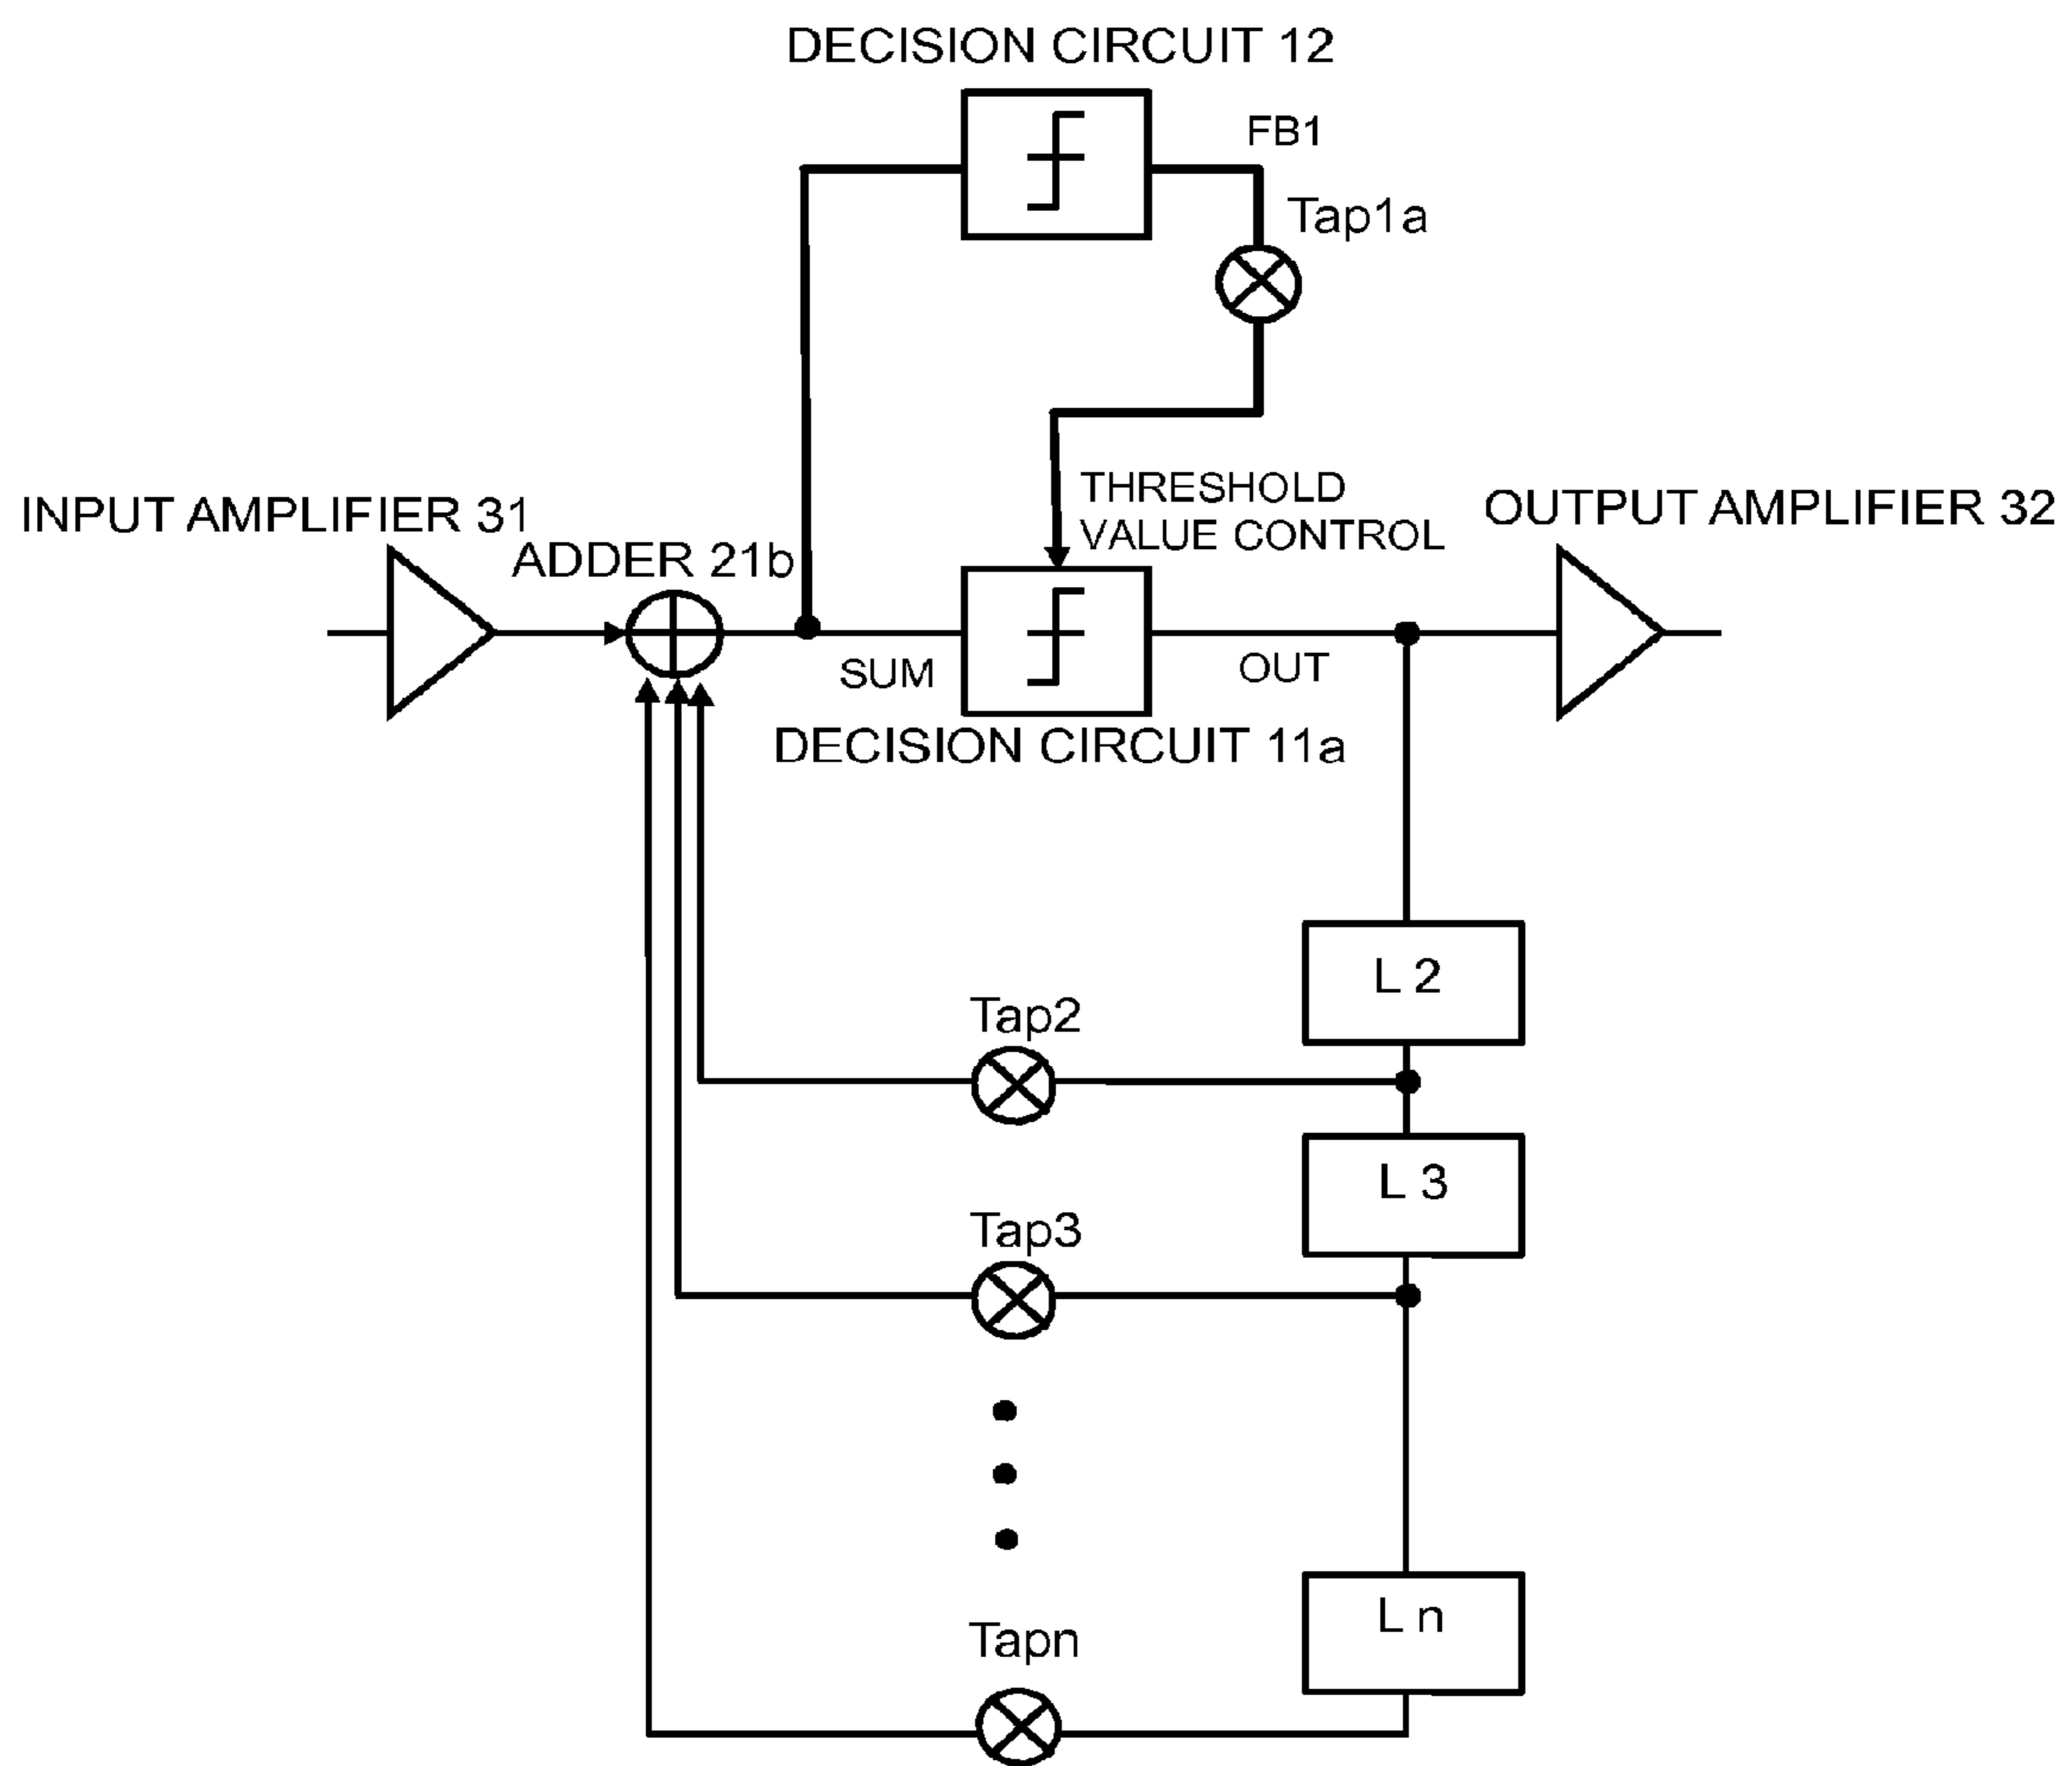 DECISION CIRCUIT 12
FB1
Tap1a
THRESHOLD
VALUE CONTROL
INPUT AMPLIFIER 31
OUTPUT AMPLIFIER 32
ADDER 21b
SUM
OUT
DECISION CIRCUIT 11a
L 2
Tap2
L 3
Tap3
L n
Tapn